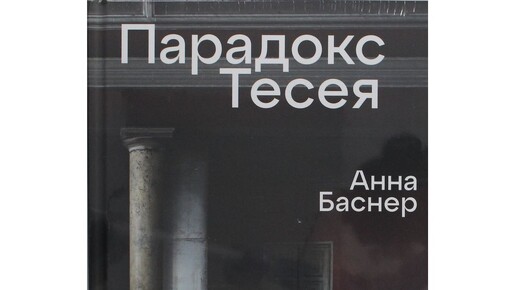 Парадокс
Тесея
Анна
Баснер